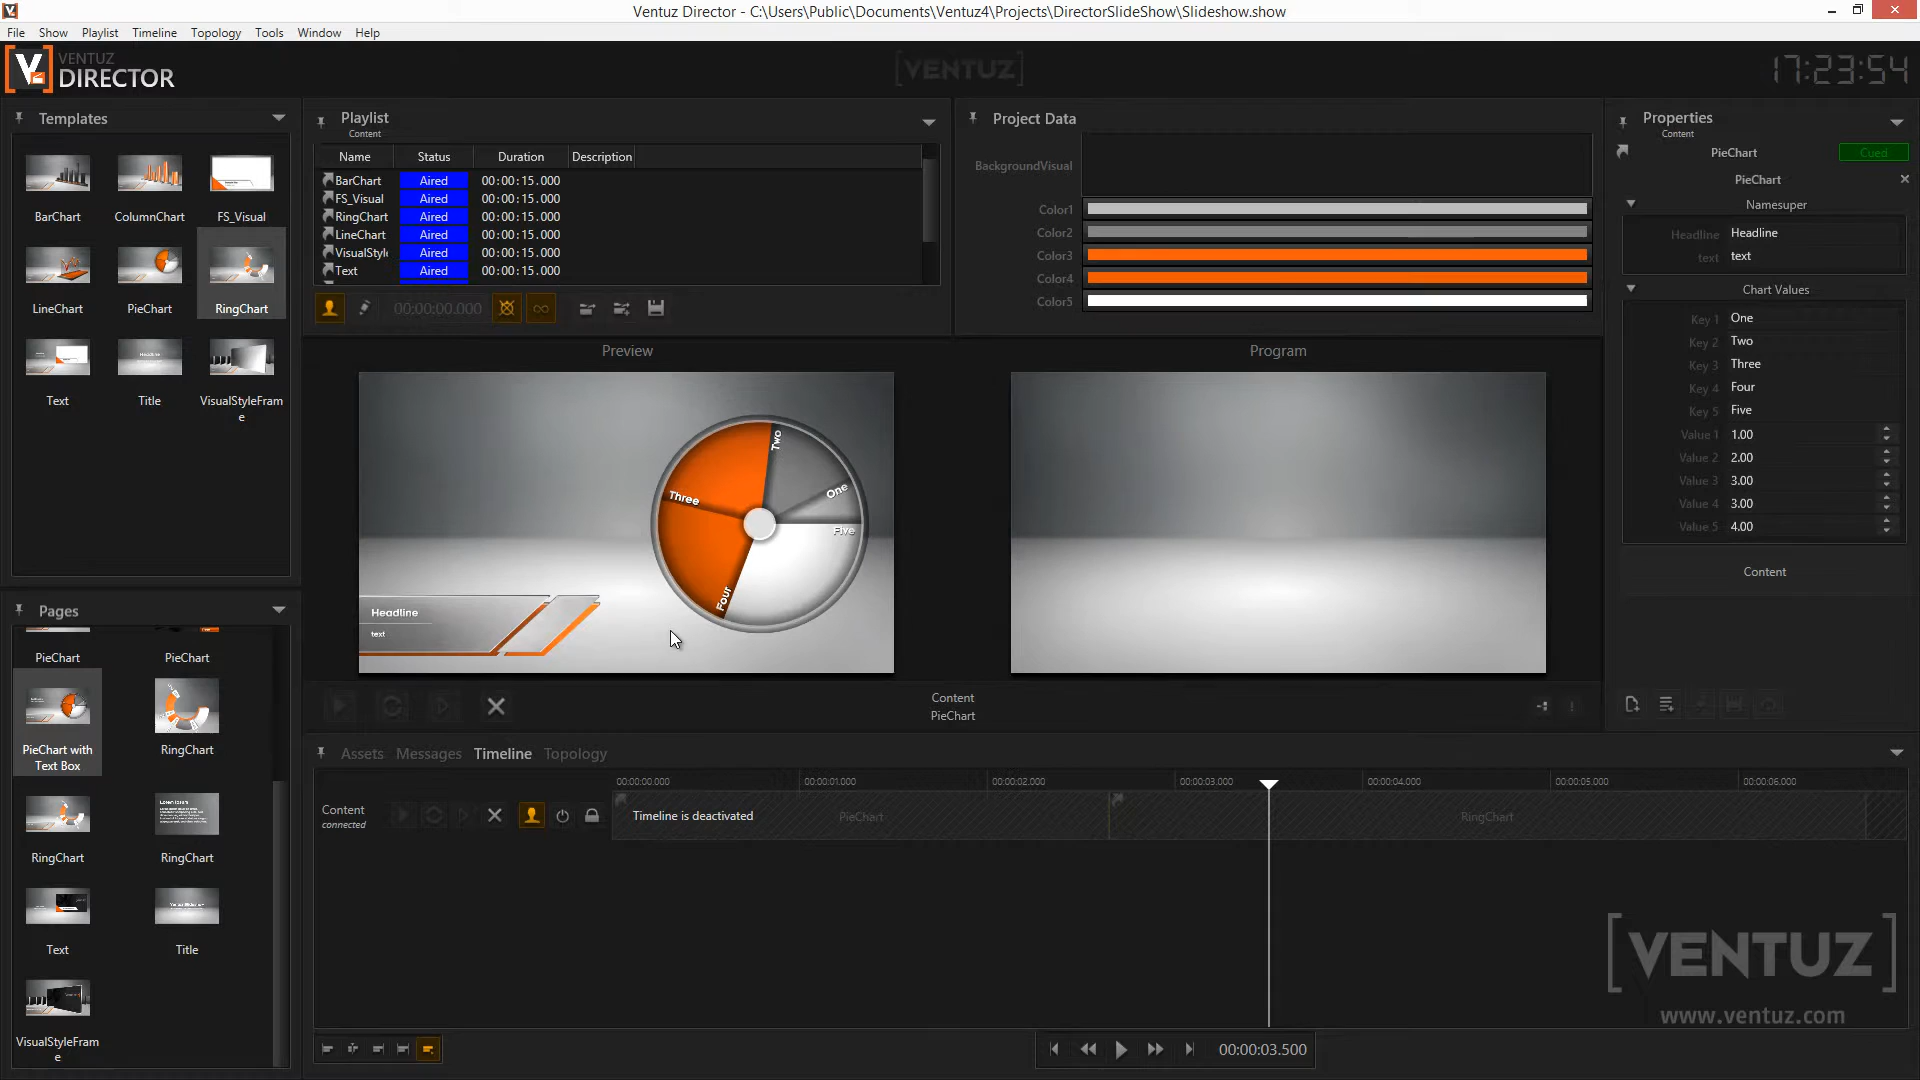 Ventuz Director - C:\Users\Public\Documents\Ventuz4\Projects\DirectorSlideShow\Slideshow.show
File Show Playlist Timeline Topology Tools Window Help
VENTUZ
DIRECTOR
[VENTUZ]
17:23:54
Templates
BarChart ColumnChart FS_Visual
LineChart PieChart RingChart
Text Title VisualStyleFram
e
Playlist
Content
Name Status Duration Description
BarChart Aired 00:00:15.000
FS_Visual Aired 00:00:15.000
RingChart Aired 00:00:15.000
LineChart Aired 00:00:15.000
VisualStyle Aired 00:00:15.000
Text Aired 00:00:15.000
00:00:00.000
Project Data
BackgroundVisual
Color1
Color2
Color3
Color4
Color5
Properties
Content
PieChart Cued
PieChart
Namesuper
Headline Headline
text text
Chart Values
Key 1 One
Key 2 Two
Key 3 Three
Key 4 Four
Key 5 Five
Value 1 1.00
Value 2 2.00
Value 3 3.00
Value 4 3.00
Value 5 4.00
Content
Preview
Two
One
Three
Five
Four
Headline
text
Program
Content
PieChart
Pages
PieChart PieChart
PieChart with
Text Box
RingChart
RingChart RingChart
Text Title
VisualStyleFram
e
Assets Messages Timeline Topology
00:00:00.000 00:00:01.000 00:00:02.000 00:00:03.000 00:00:04.000 00:00:05.000 00:00:06.000
Content
connected
Timeline is deactivated PieChart RingChart
[VENTUZ]
www.ventuz.com
00:00:03.500